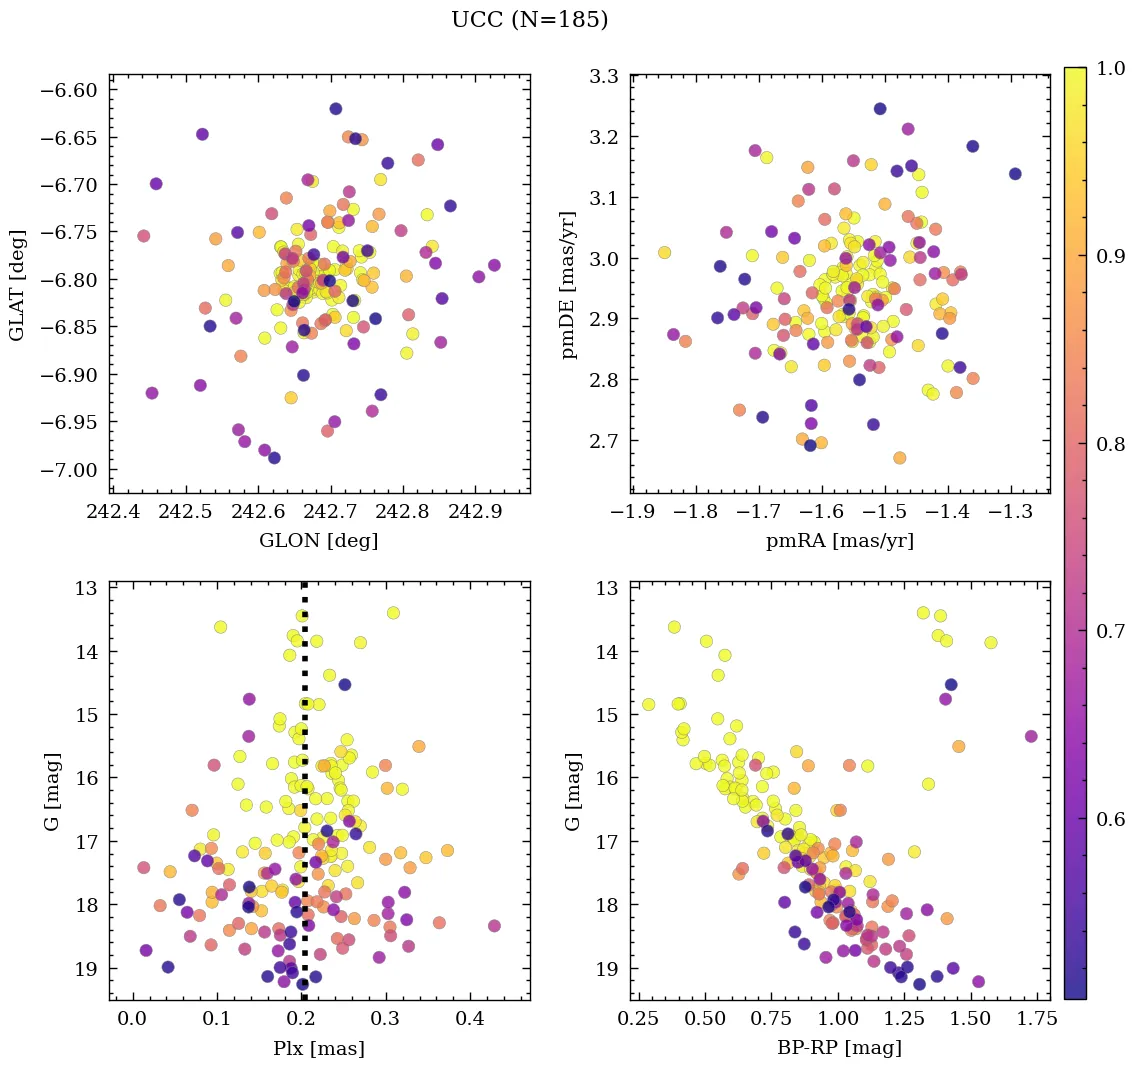 UCC (N=185)
−6.60
−6.65
−6.70
−6.75
−6.80
−6.85
−6.90
−6.95
−7.00
GLAT [deg]
242.4 242.5 242.6 242.7 242.8 242.9
GLON [deg]
3.3
3.2
3.1
3.0
2.9
2.8
2.7
pmDE [mas/yr]
−1.9 −1.8 −1.7 −1.6 −1.5 −1.4 −1.3
pmRA [mas/yr]
13
14
15
16
17
18
19
G [mag]
0.0 0.1 0.2 0.3 0.4
Plx [mas]
13
14
15
16
17
18
19
G [mag]
0.25 0.50 0.75 1.00 1.25 1.50 1.75
BP-RP [mag]
1.0
0.9
0.8
0.7
0.6